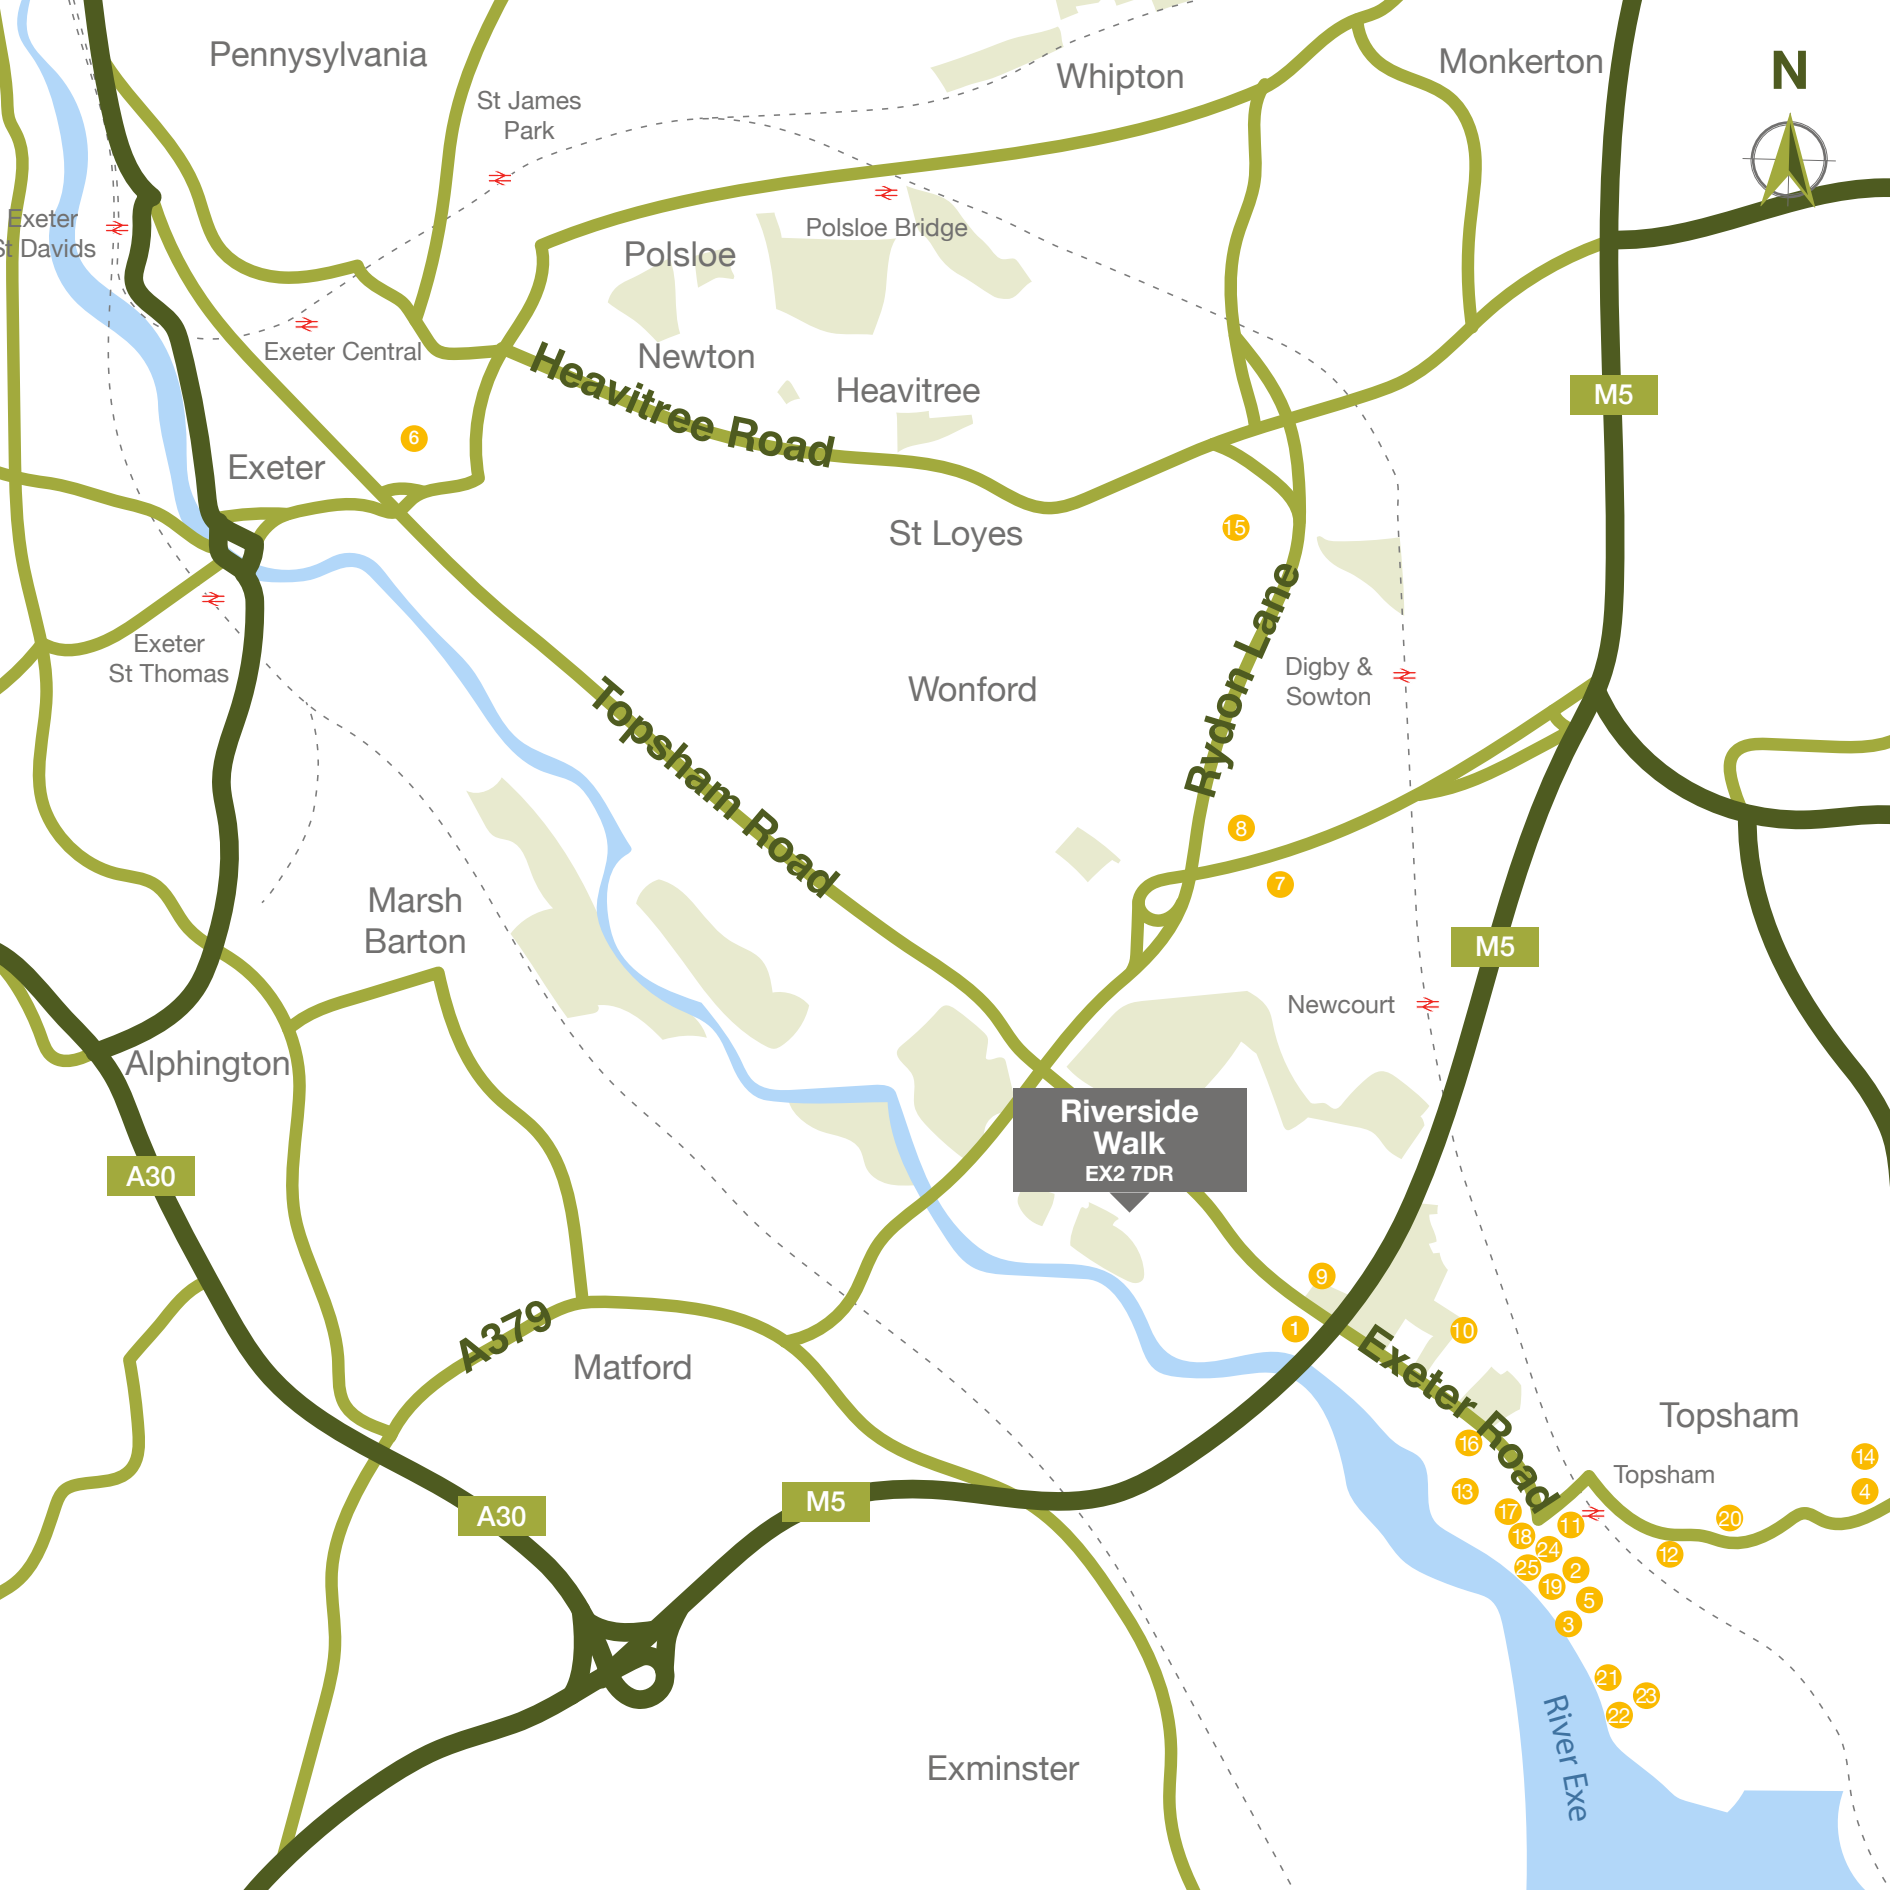 Pennysylvania
Whipton
Monkerton
N
St James
Park
Exeter
St Davids
Polsloe Bridge
Polsloe
Exeter Central
Newton
Heavitree Road
Heavitree
M5
6
Exeter
St Loyes
15
Exeter
St Thomas
Wonford
Rydon Lane
Digby &
Sowton
Topsham Road
8
7
Marsh
Barton
M5
Newcourt
Alphington
Riverside
Walk
EX2 7DR
A30
9
1
10
A379
Matford
Exeter Road
Topsham
16
14
Topsham
13
4
A30
M5
17
20
11
18
24
12
25
2
19
5
3
21
23
22
River Exe
Exminster